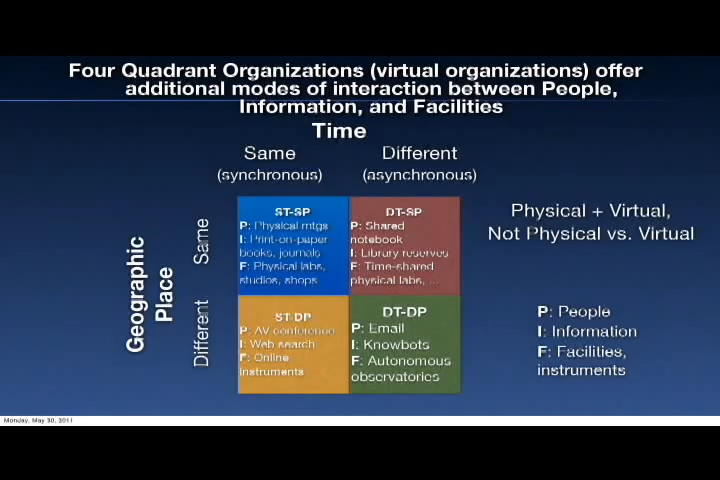 Four Quadrant Organizations (virtual organizations) offer
additional modes of interaction between People,
Information, and Facilities
Time
Same
(synchronous)
Different
(asynchronous)
Geographic
Place
Same
Different
ST-SP
P: Physical mtgs
I: Print-on-paper
books, journals
F: Physical labs,
studios, shops
DT-SP
P: Shared
notebook
I: Library reserves
F: Time-shared
physical labs, ...
ST-DP
P: AV conference
I: Web search
F: Online
instruments
DT-DP
P: Email
I: Knowbots
F: Autonomous
observatories
Physical + Virtual,
Not Physical vs. Virtual
P: People
I: Information
F: Facilities,
instruments
Monday, May 30, 2011